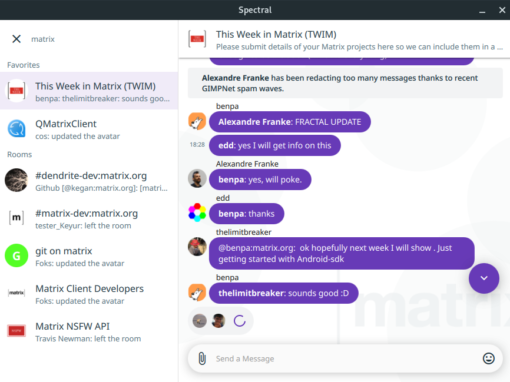 Spectral
matrix
Favorites
This Week in Matrix (TWIM)
benpa: thelimitbreaker: sounds goo...
QMatrixClient
cos: updated the avatar
Rooms
#dendrite-dev:matrix.org
Github [@kegan:matrix.org]: [matri...
[m]
#matrix-dev:matrix.org
tester_Keyur: left the room
G
git on matrix
Foks: updated the avatar
[matrix]
Matrix Client Developers
Foks: updated the avatar
Matrix NSFW API
Travis Newman: left the room
This Week in Matrix (TWIM)
Please submit details of your Matrix projects here so we can include them in a ...
Alexandre Franke has been redacting too many messages thanks to recent
GIMPNet spam waves.
benpa
Alexandre Franke: FRACTAL UPDATE
18:28
edd: yes I will get info on this
Alexandre Franke
benpa: yes, will poke.
edd
benpa: thanks
thelimitbreaker
@benpa:matrix.org:  ok hopefully next week I will show , Just
getting started with Android-sdk
benpa
thelimitbreaker: sounds good :D
matrix
Send a Message